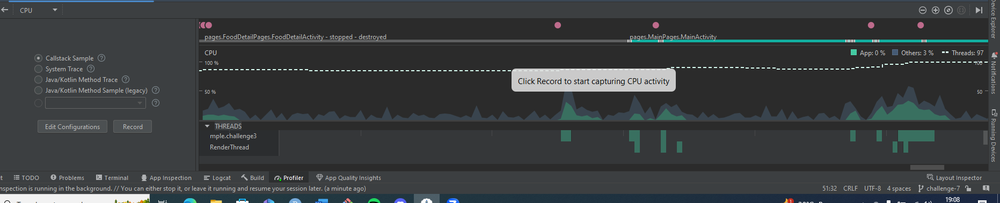 CPU
pages.FoodDetailPages.FoodDetailActivity - stopped - destroyed
pages.MainPages.MainActivity
CPU
App: 0 %
Others: 3 %
Threads: 97
100 %
100
Click Record to start capturing CPU activity
50 %
50
Callstack Sample
System Trace
Java/Kotlin Method Trace
Java/Kotlin Method Sample (legacy)
Edit Configurations
Record
THREADS
mple.challenge3
RenderThread
Device Explorer
Notifications
Running Devices
TODO
Problems
Terminal
App Inspection
Logcat
Build
Profiler
App Quality Insights
Layout Inspector
nspection is running in the background. // You can either stop it, or leave it running and resume your session later. (a minute ago)
51:32
CRLF
UTF-8
4 spaces
challenge-7
19:08